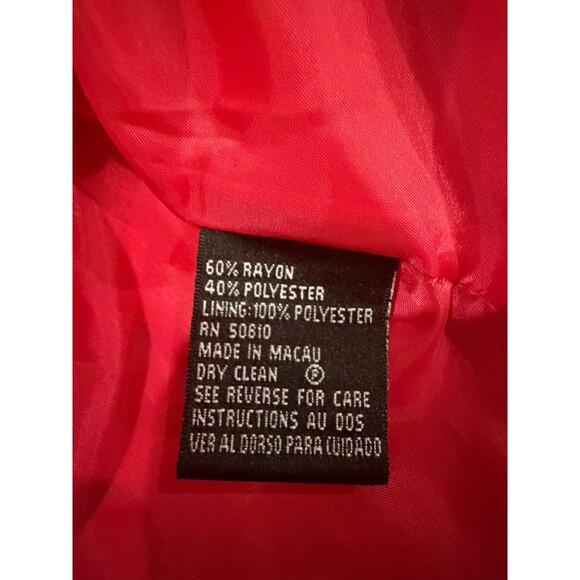 60% RAYON
40% POLYESTER
LINING:100% POLYESTER
RN 50810
MADE IN MACAU
DRY CLEAN Ⓟ
SEE REVERSE FOR CARE
INSTRUCTIONS AU DOS
VER AL DORSO PARA CUIDADO